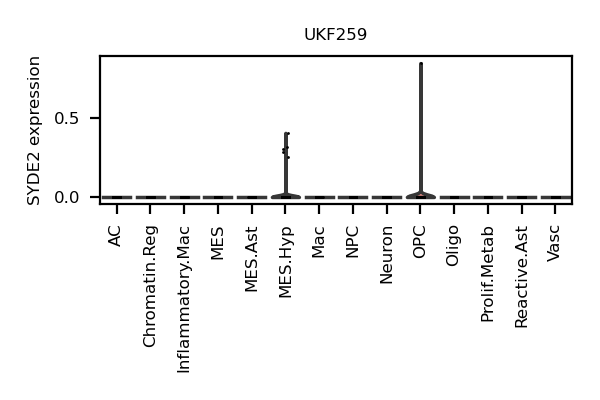 UKF259
SYDE2 expression
0.5
0.0
AC
Chromatin.Reg
Inflammatory.Mac
MES
MES.Ast
MES.Hyp
Mac
NPC
Neuron
OPC
Oligo
Prolif.Metab
Reactive.Ast
Vasc